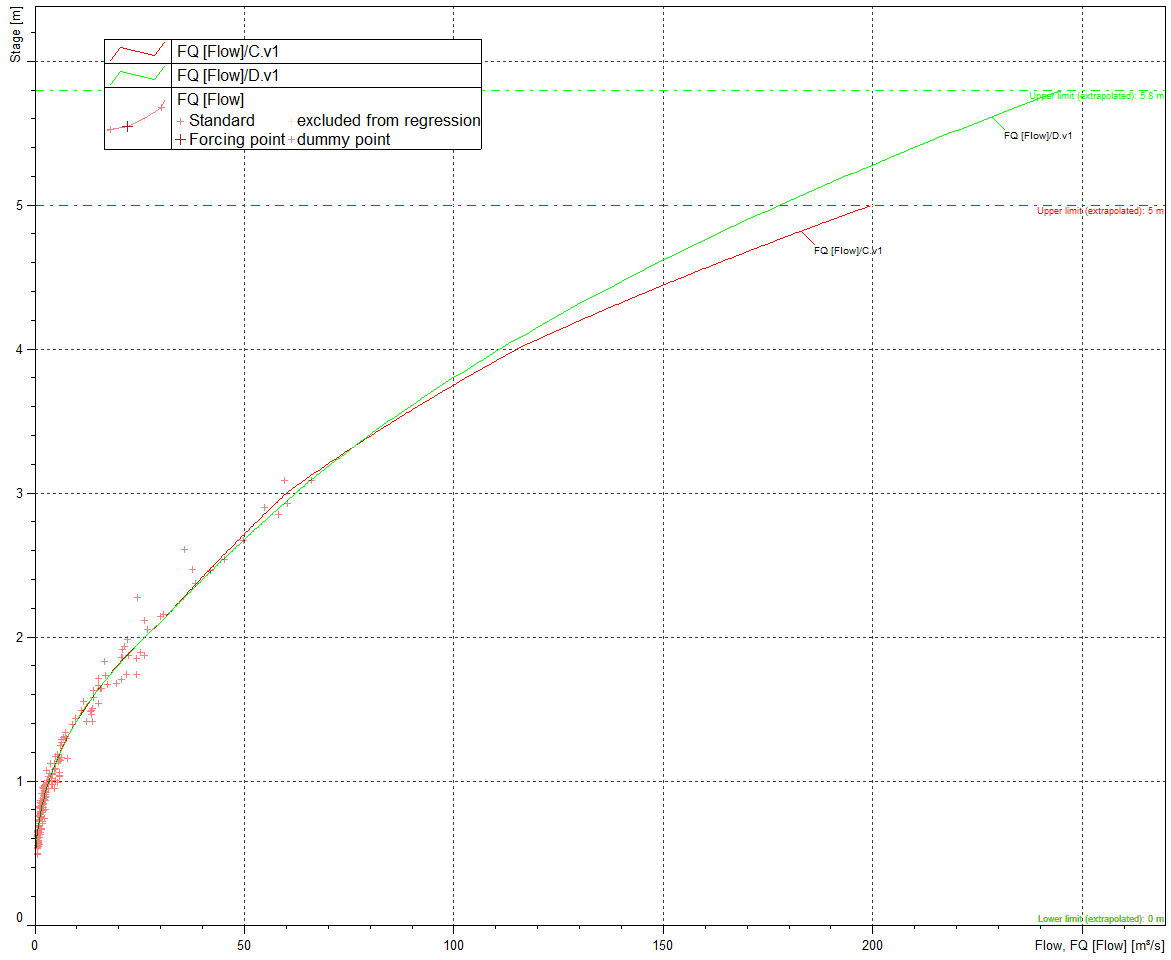 Stage [m]
FQ [Flow]/C.v1
FQ [Flow]/D.v1
FQ [Flow]
Standard excluded from regression
Forcing point dummy point
Upper limit (extrapolated): 5.8 m
FQ [Flow]/D.v1
5
Upper limit (extrapolated): 5 m
FQ [Flow]/C.v1
4
3
2
1
0
Lower limit (extrapolated): 0 m
0 50 100 150 200 Flow, FQ [Flow] [m³/s]